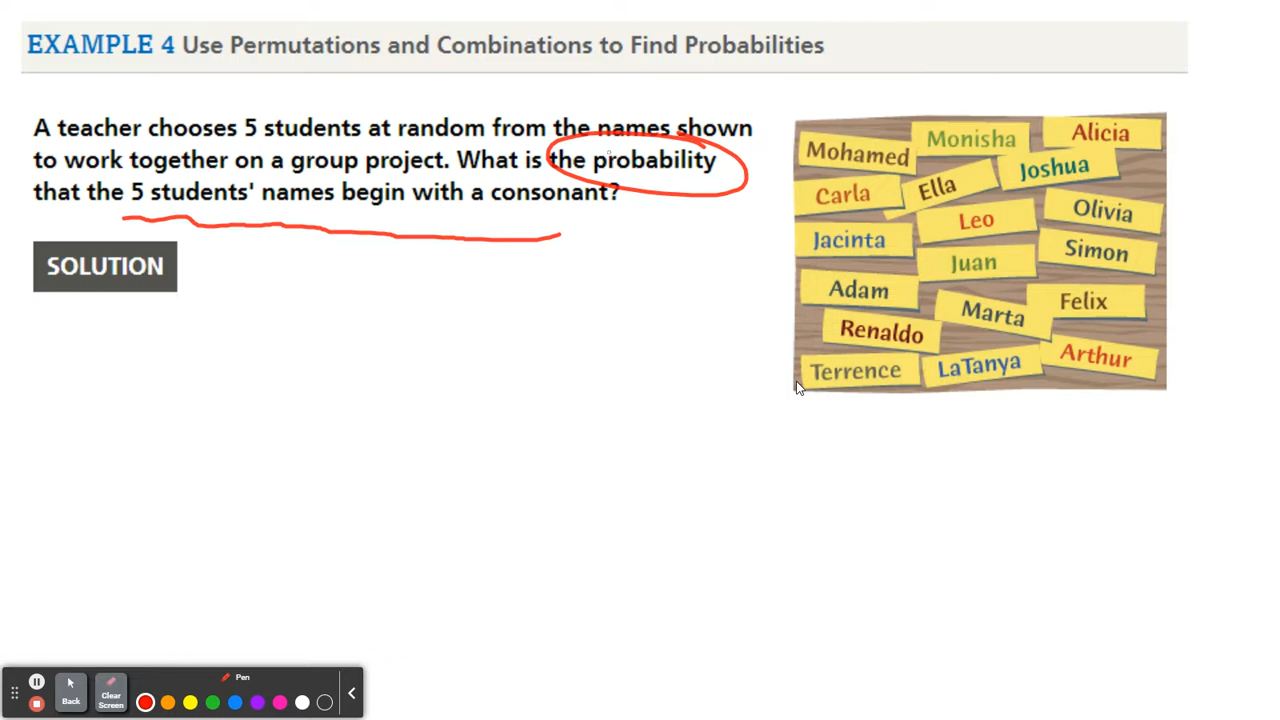 EXAMPLE 4 Use Permutations and Combinations to Find Probabilities
A teacher chooses 5 students at random from the names shown
to work together on a group project. What is the probability
that the 5 students' names begin with a consonant?
SOLUTION
Mohamed
Monisha
Alicia
Carla
Ella
Joshua
Jacinta
Leo
Olivia
Juan
Simon
Adam
Marta
Felix
Renaldo
Terrence
LaTanya
Arthur
Pen
Back
Clear
Screen